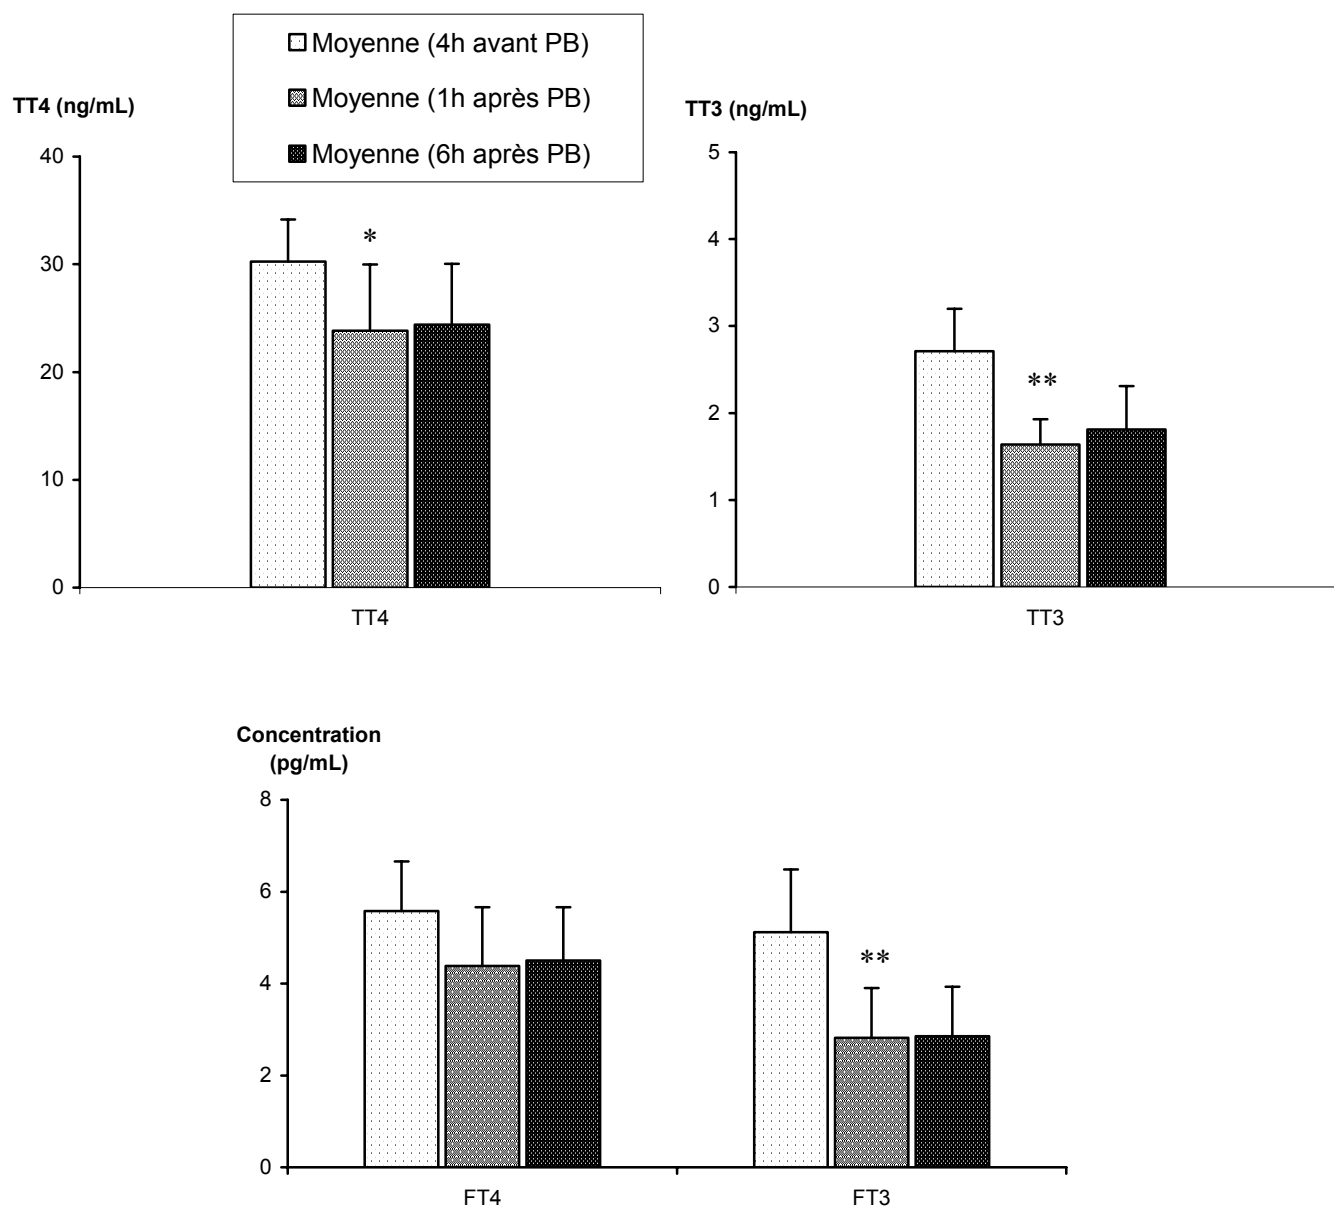 Moyenne (4h avant PB)
Moyenne (1h après PB)
Moyenne (6h après PB)
TT4 (ng/mL)
40
30
20
10
0
*
TT4
TT3 (ng/mL)
5
4
3
2
1
0
**
TT3
Concentration
(pg/mL)
8
6
4
2
0
**
FT4
FT3